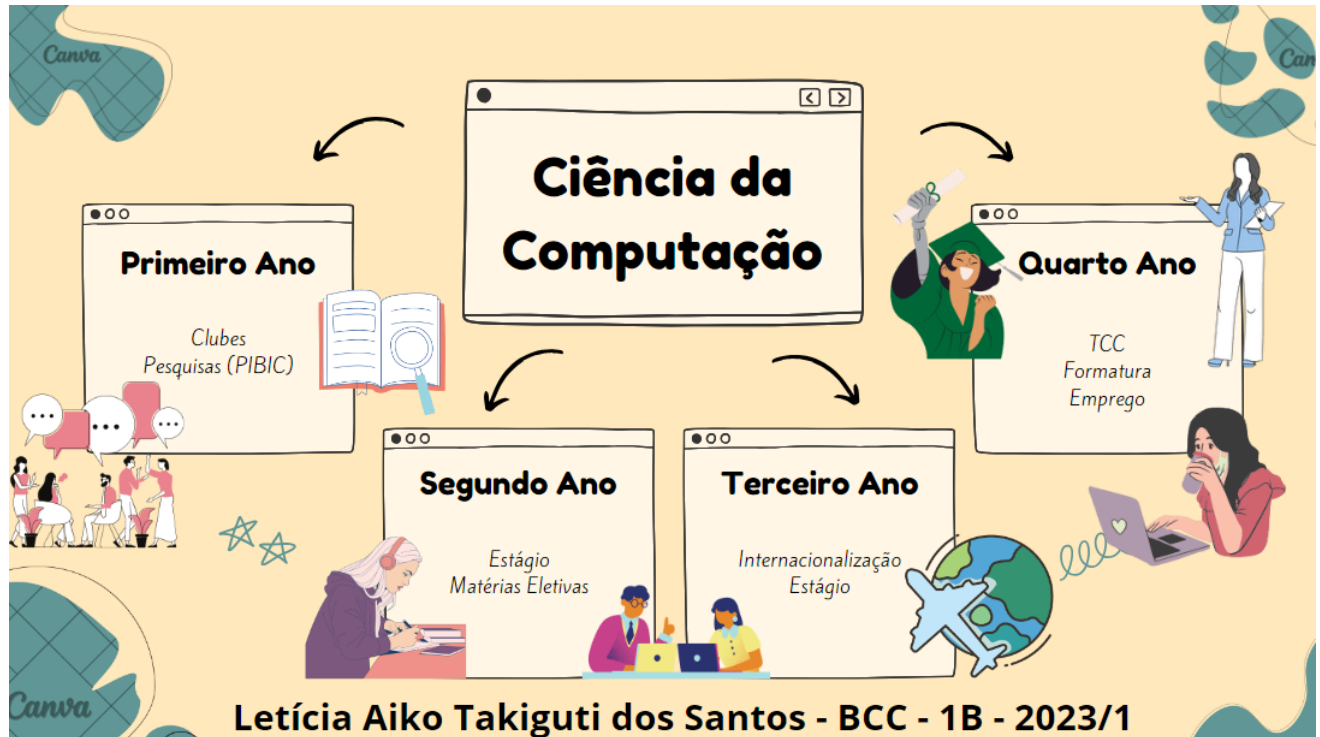 Canva
Can
Ciência da
Computação
Primeiro Ano
Clubes
Pesquisas (PIBIC)
Quarto Ano
TCC
Formatura
Emprego
Segundo Ano
Estágio
Matérias Eletivas
Terceiro Ano
Internacionalização
Estágio
Canva
Letícia Aiko Takiguti dos Santos - BCC - 1B - 2023/1